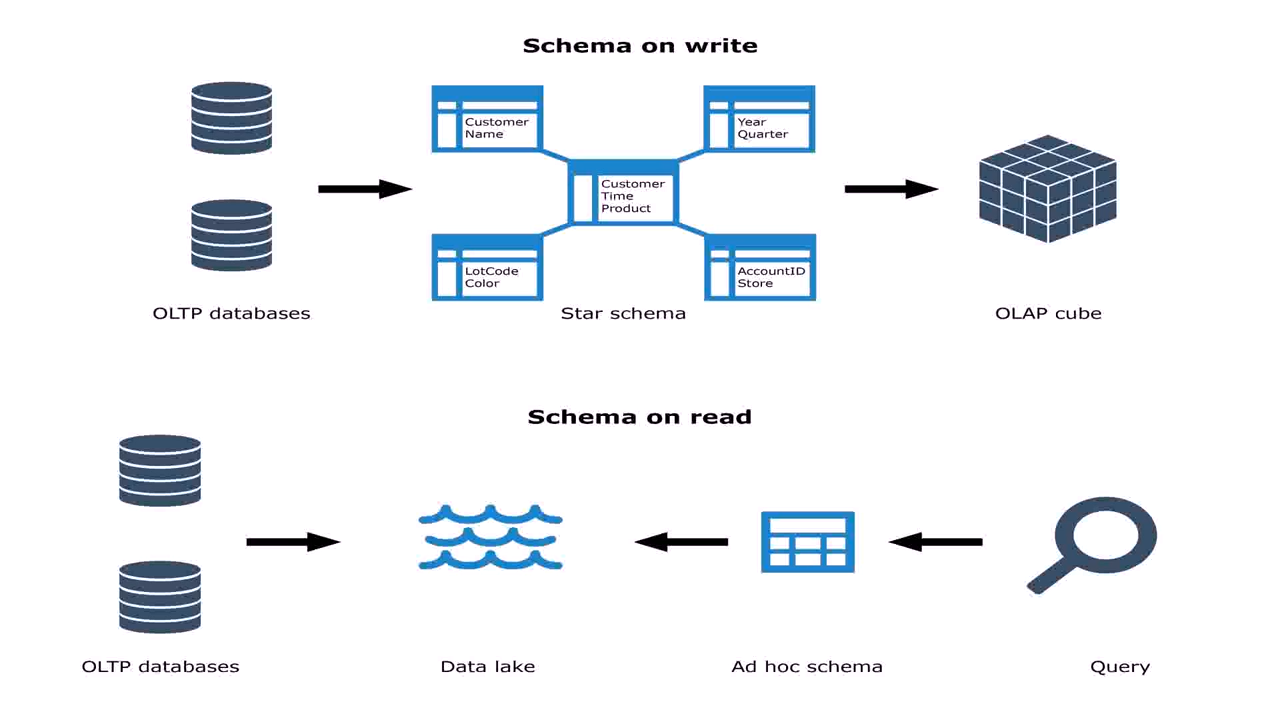 Schema on write
Customer
Name
Year
Quarter
Customer
Time
Product
LotCode
Color
AccountID
Store
OLTP databases
Star schema
OLAP cube
Schema on read
OLTP databases
Data lake
Ad hoc schema
Query